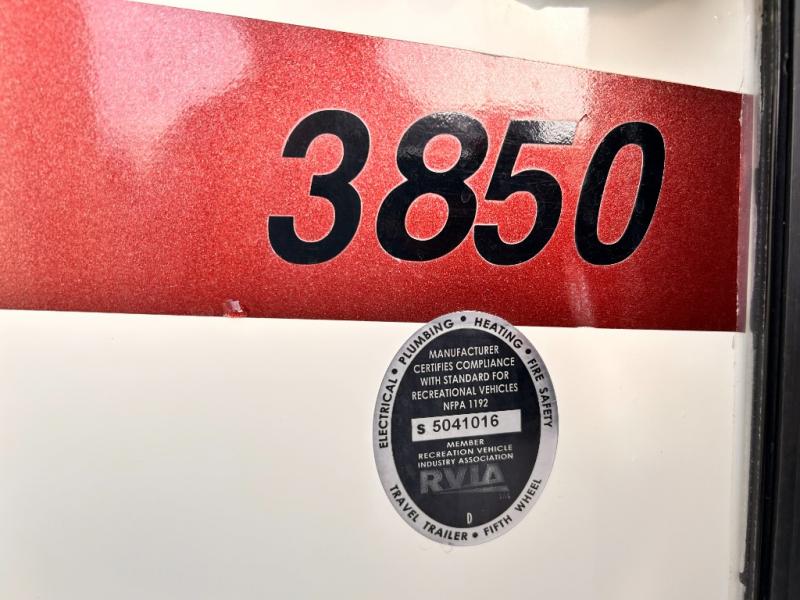 3850
ELECTRICAL • PLUMBING • HEATING • FIRE SAFETY
MANUFACTURER
CERTIFIES COMPLIANCE
WITH STANDARD FOR
RECREATIONAL VEHICLES
NFPA 1192
S 5041016
MEMBER
RECREATION VEHICLE
INDUSTRY ASSOCIATION
RVIA
D
TRAVEL TRAILER • FIFTH WHEEL